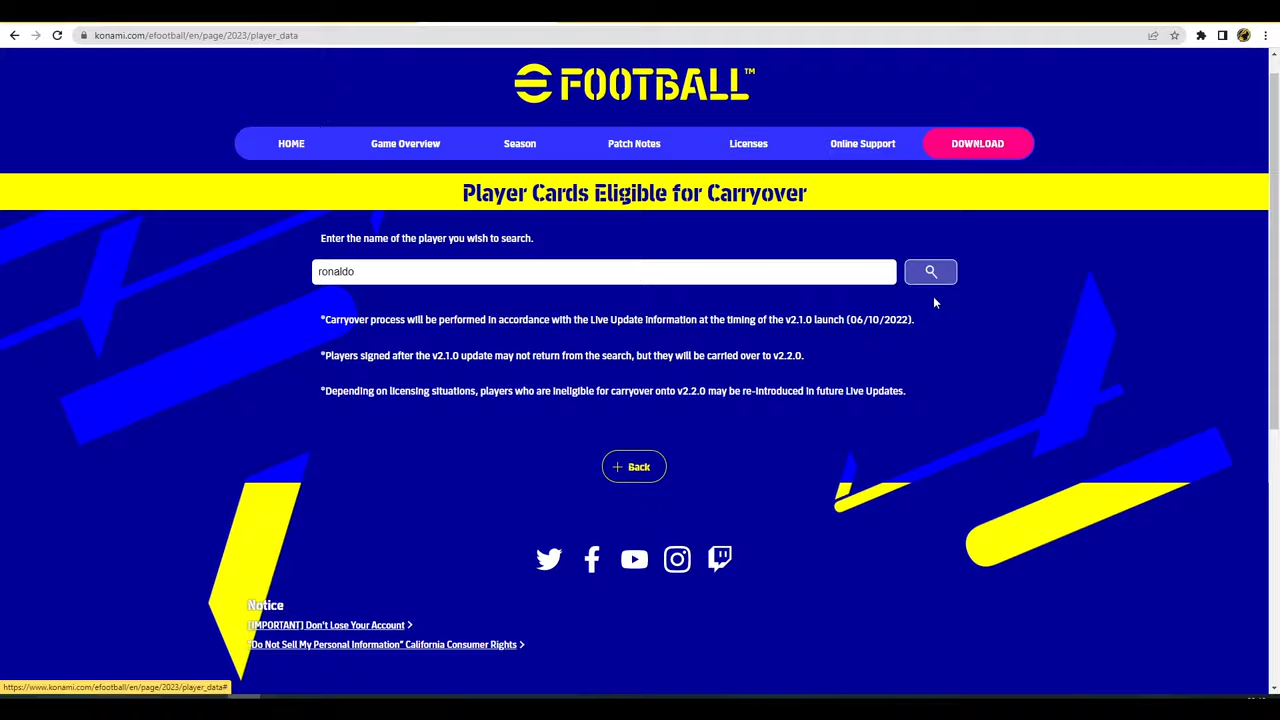 konami.com/efootball/en/page/2023/player_data
FOOTBALL™
HOME
Game Overview
Season
Patch Notes
Licenses
Online Support
DOWNLOAD
Player Cards Eligible for Carryover
Enter the name of the player you wish to search.
ronaldo
*Carryover process will be performed in accordance with the Live Update information at the timing of the v2.1.0 launch (06/10/2022).
*Players signed after the v2.1.0 update may not return from the search, but they will be carried over to v2.2.0.
*Depending on licensing situations, players who are ineligible for carryover onto v2.2.0 may be re-introduced in future Live Updates.
Back
Notice
[IMPORTANT] Don't Lose Your Account
"Do Not Sell My Personal Information" California Consumer Rights
https://www.konami.com/efootball/en/page/2023/player_data#